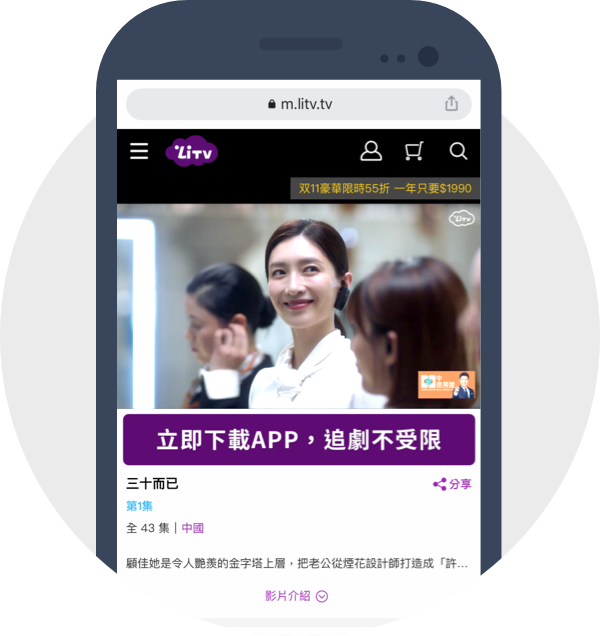 m.litv.tv
LiTV
双11豪華限時55折 一年只要$1990
LiTV
立即下載APP，追劇不受限
三十而已
分享
第1集
全 43 集 | 中國
顧佳她是令人艷羨的金字塔上層，把老公從煙花設計師打造成「許...
影片介紹